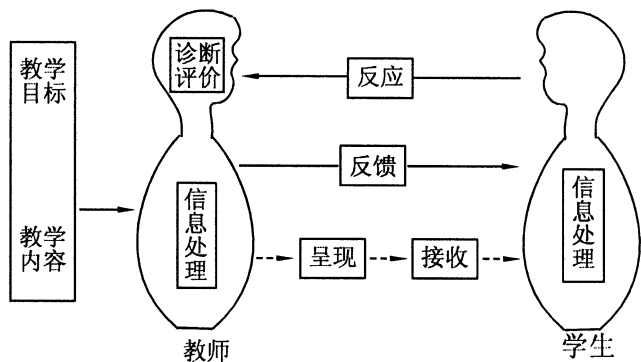 教学
目标
教学
内容
诊断
评价
信息处理
教师
反应
反馈
呈现
接收
信息处理
学生